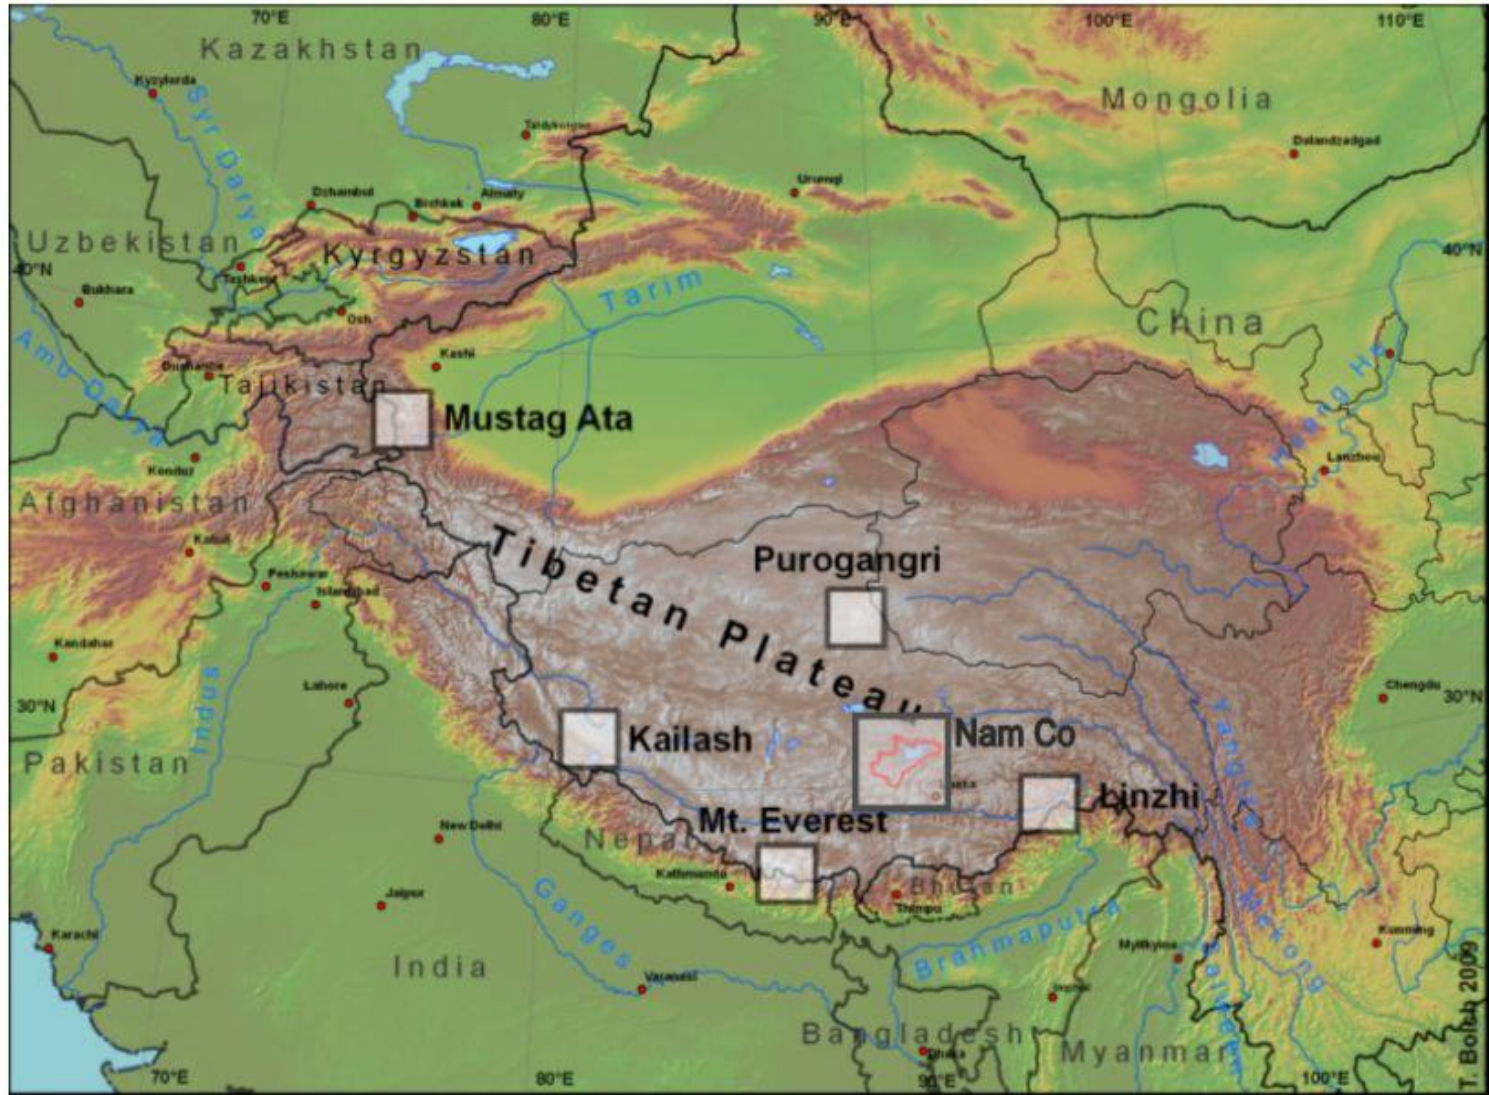 70°E
80°E
90°E
100°E
110°E
Kazakhstan
Kyzylorda
Syr Darya
Taldykorgan
Mongolia
Dalandzadgad
Urumqi
Dzhambul
Bishkek
Almaty
Uzbekistan
Kyrgyzstan
40°N
40°N
Tashkent
Bukhara
Osh
Tarim
China
Amu Darya
Dushanbe
Tajikistan
Kashi
Huang He
Mustag Ata
Konduz
Lanzhou
Afghanistan
Kabul
Tibetan Plateau
Purogangri
Peshawar
Islamabad
Kandahar
Lahore
Indus
Chengdu
30°N
30°N
Pakistan
Kailash
Nam Co
Yangtze
Linzhi
Mt. Everest
New Delhi
Nepal
Kathmandu
Bhutan
Thimpu
Jaipur
Ganges
Brahmaputra
Mekong
Karachi
Myitkyina
Kunming
India
Varanasi
Salween
Imphal
Bangladesh
Dhaka
Myanmar
70°E
80°E
90°E
100°E
T. Bolch 2009